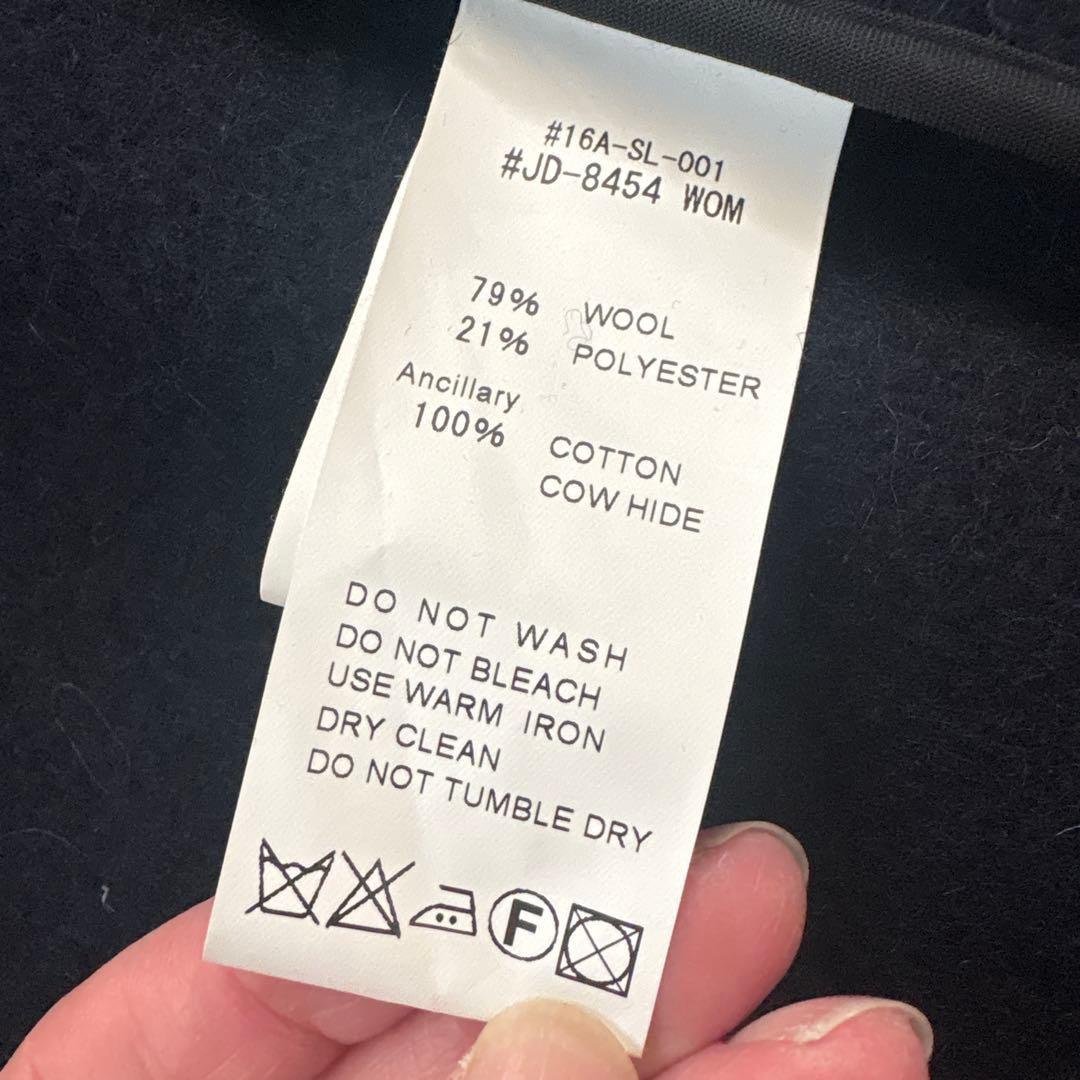 #16A-SL-001
#JD-8454 WOM
79% WOOL
21% POLYESTER
Ancillary
100% COTTON
COW HIDE
DO NOT WASH
DO NOT BLEACH
USE WARM IRON
DRY CLEAN
DO NOT TUMBLE DRY
F